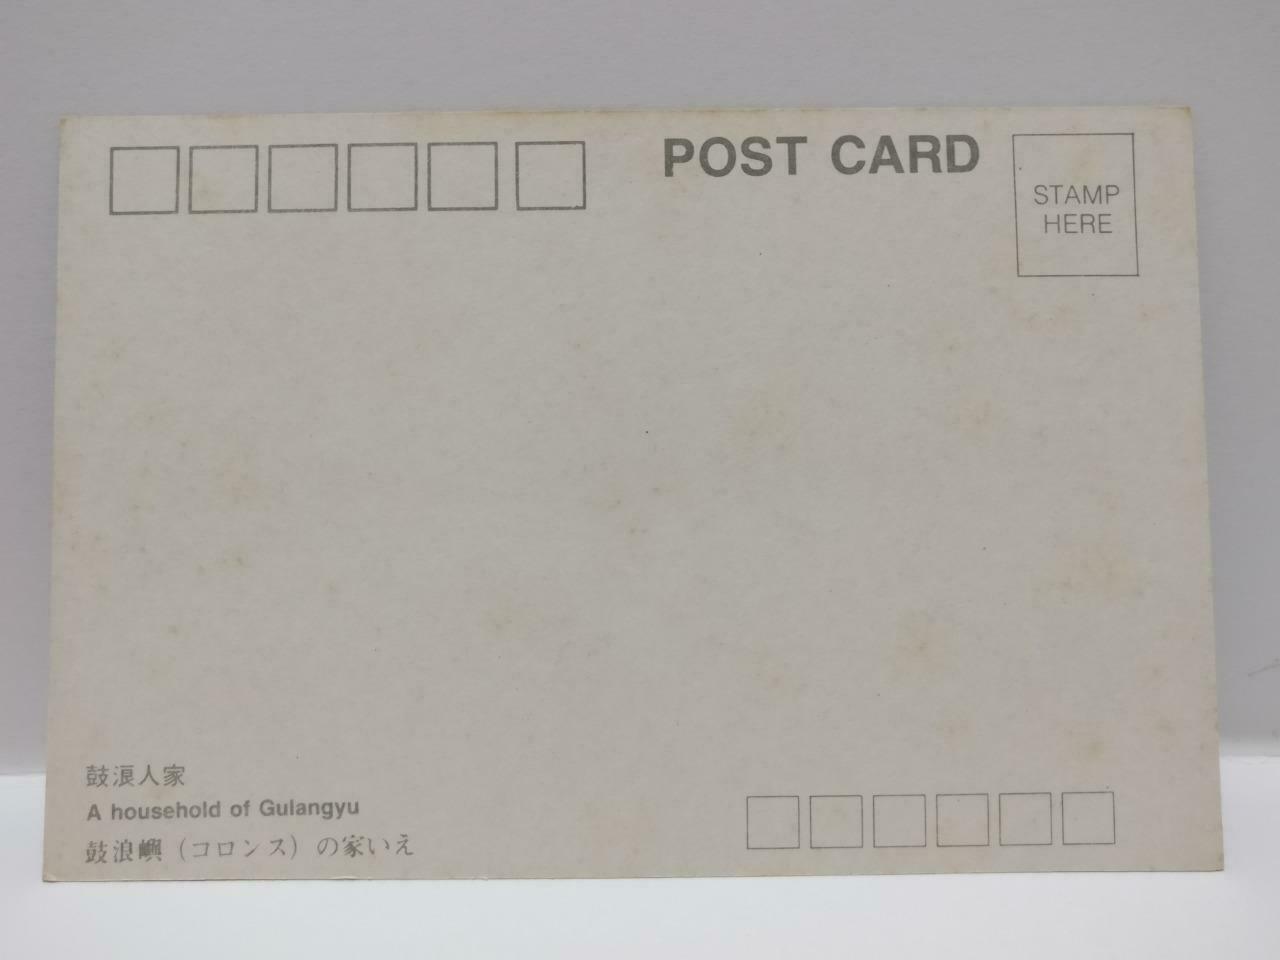 POST CARD
STAMP
HERE
鼓浪人家
A household of Gulangyu
鼓浪嶼（コロンス）の家いえ